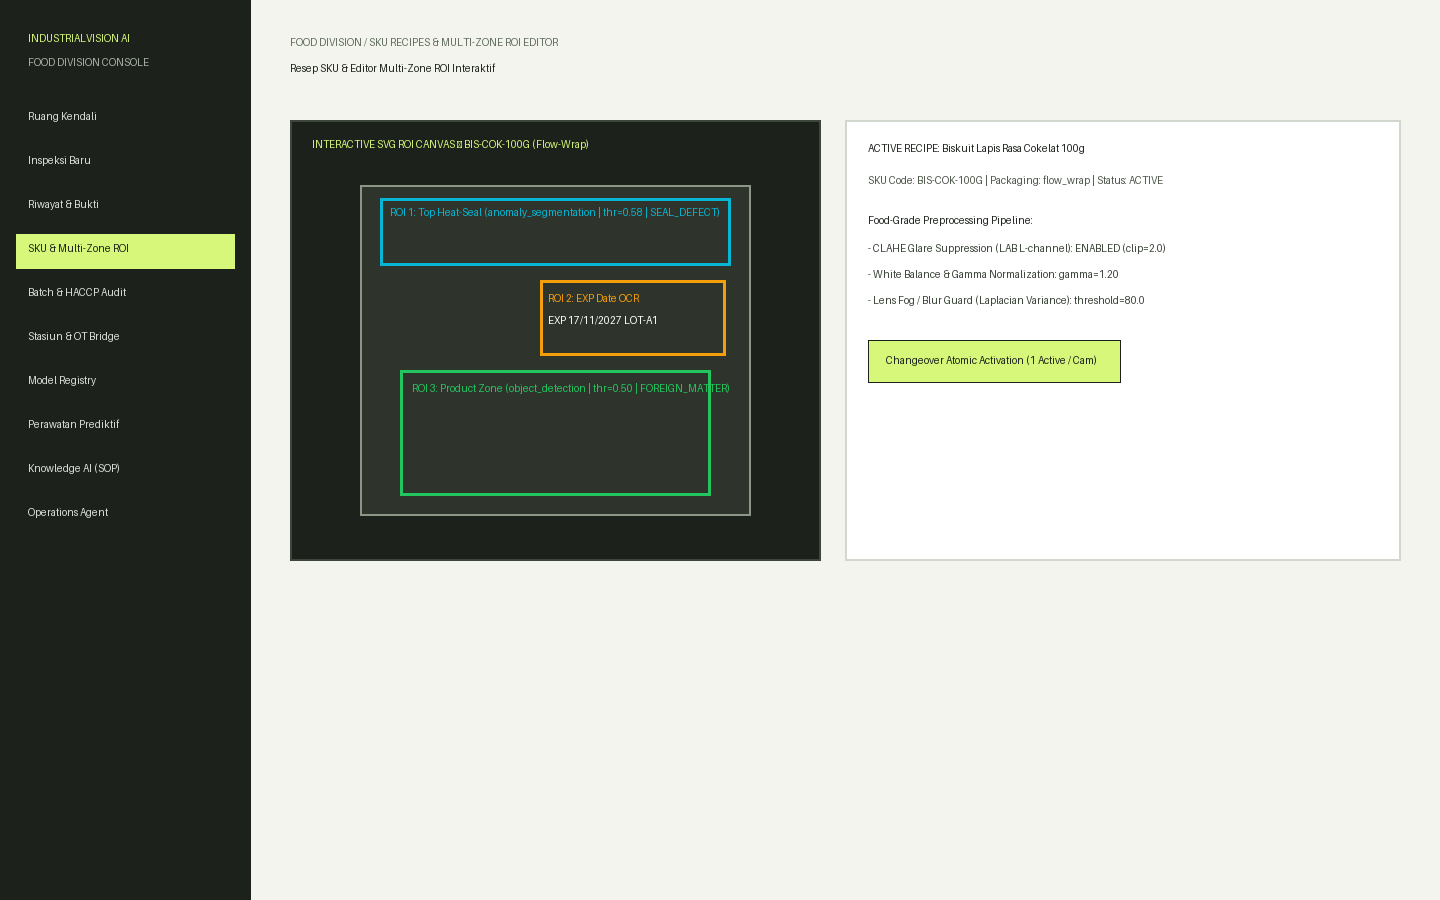 INDUSTRIALVISION AI
FOOD DIVISION CONSOLE
Ruang Kendali
Inspeksi Baru
Riwayat & Bukti
SKU & Multi-Zone ROI
Batch & HACCP Audit
Stasiun & OT Bridge
Model Registry
Perawatan Prediktif
Knowledge AI (SOP)
Operations Agent
FOOD DIVISION / SKU RECIPES & MULTI-ZONE ROI EDITOR
Resep SKU & Editor Multi-Zone ROI Interaktif
INTERACTIVE SVG ROI CANVAS BIS-COK-100G (Flow-Wrap)
ROI 1: Top Heat-Seal (anomaly_segmentation | thr=0.58 | SEAL_DEFECT)
ROI 2: EXP Date OCR
EXP 17/11/2027 LOT-A1
ROI 3: Product Zone (object_detection | thr=0.50 | FOREIGN_MATTER)
ACTIVE RECIPE: Biskuit Lapis Rasa Cokelat 100g
SKU Code: BIS-COK-100G | Packaging: flow_wrap | Status: ACTIVE
Food-Grade Preprocessing Pipeline:
- CLAHE Glare Suppression (LAB L-channel): ENABLED (clip=2.0)
- White Balance & Gamma Normalization: gamma=1.20
- Lens Fog / Blur Guard (Laplacian Variance): threshold=80.0
Changeover Atomic Activation (1 Active / Cam)